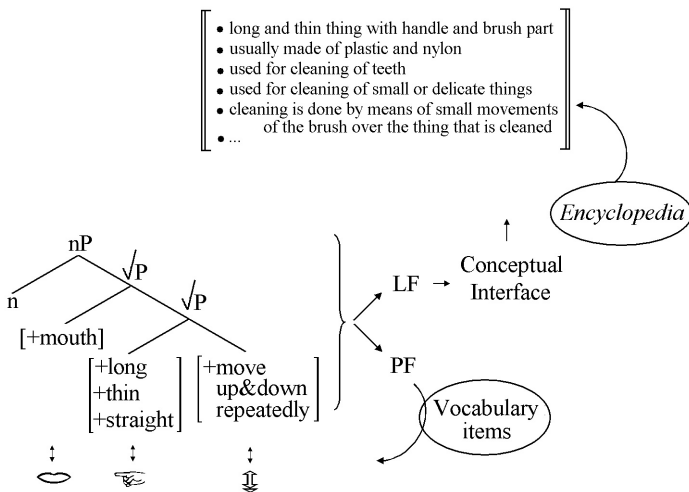 • long and thin thing with handle and brush part
• usually made of plastic and nylon
• used for cleaning of teeth
• used for cleaning of small or delicate things
• cleaning is done by means of small movements
of the brush over the thing that is cleaned
• ...
Encyclopedia
nP
√P
n
√P
LF
Conceptual
Interface
[+mouth]
+long
+thin
+straight
+move
up&down
repeatedly
PF
Vocabulary
items